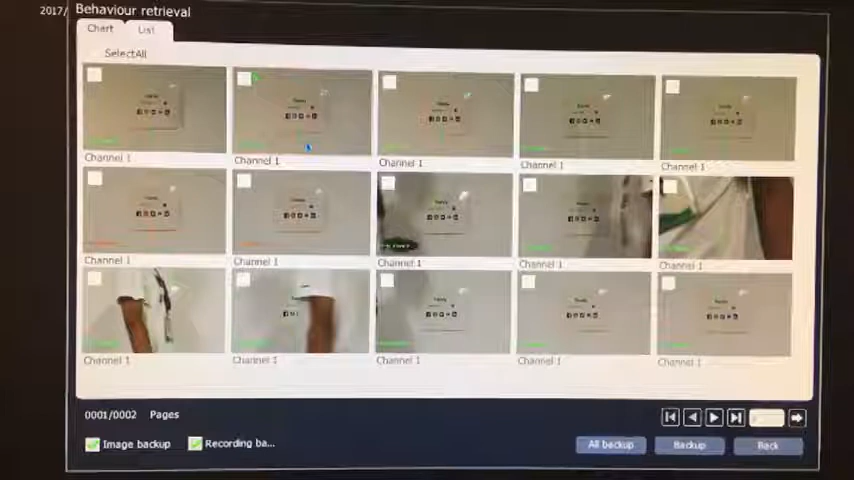 2017/
Behaviour retrieval
Chart List
SelectAll
Channel 1 Channel 1 Channel 1 Channel 1 Channel 1
Channel 1 Channel 1 Channel 1 Channel 1 Channel 1
Channel 1 Channel 1 Channel 1 Channel 1 Channel 1
0001/0002 Pages
Image backup Recording ba... All backup Backup Back